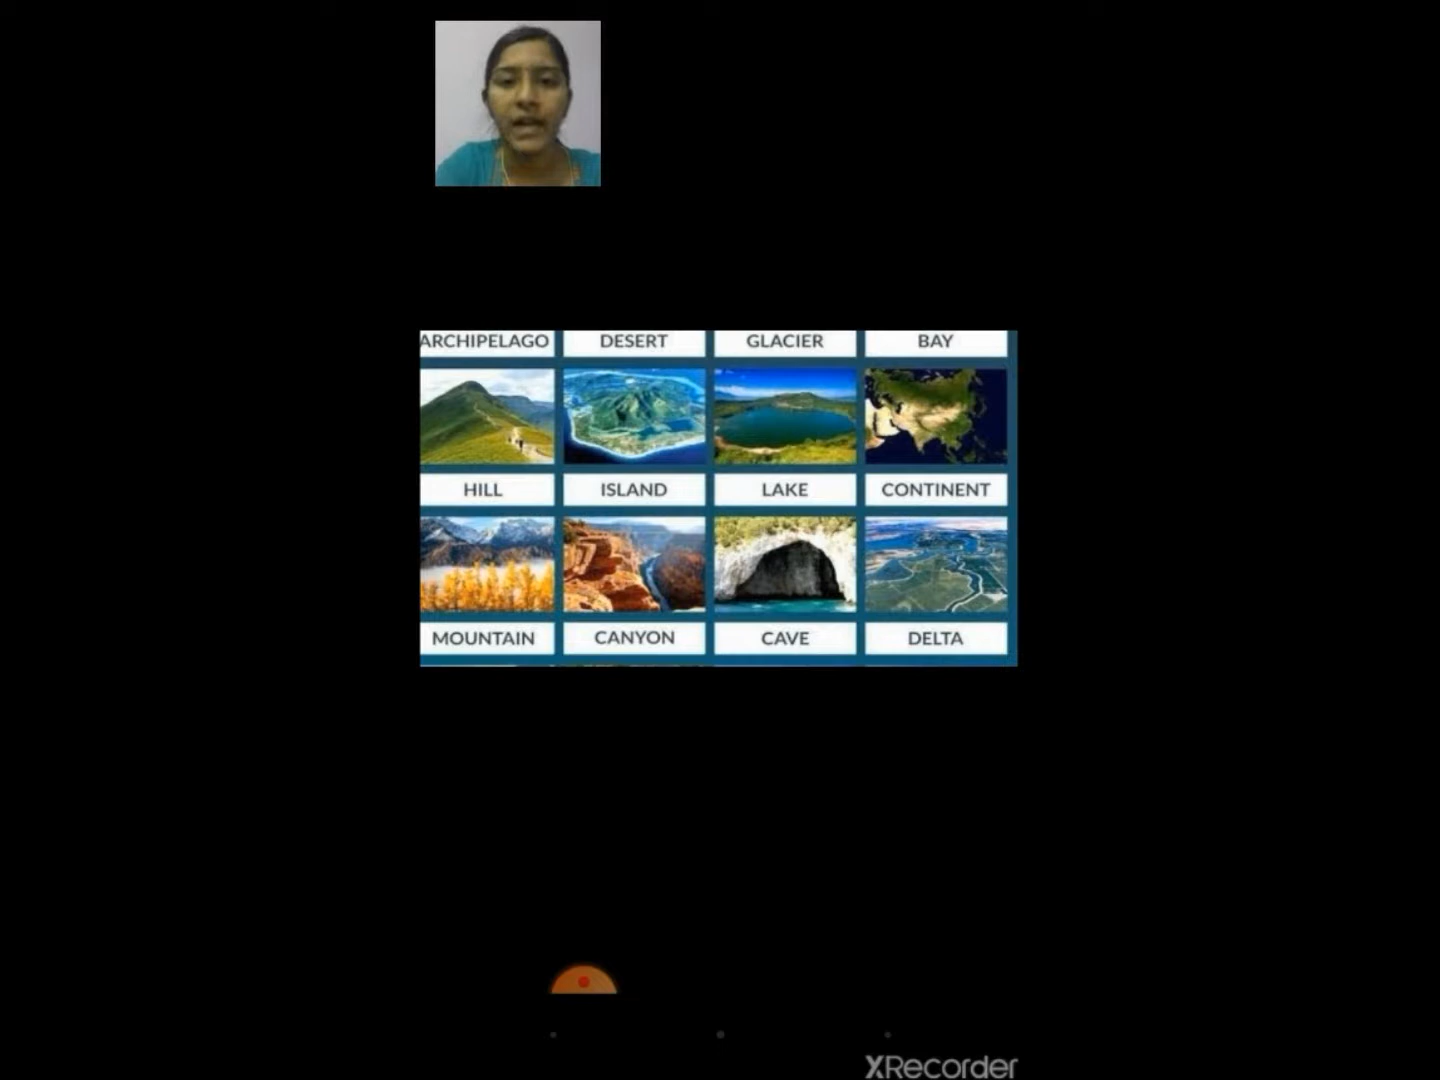 ARCHIPELAGO DESERT GLACIER BAY
HILL ISLAND LAKE CONTINENT
MOUNTAIN CANYON CAVE DELTA
XRecorder